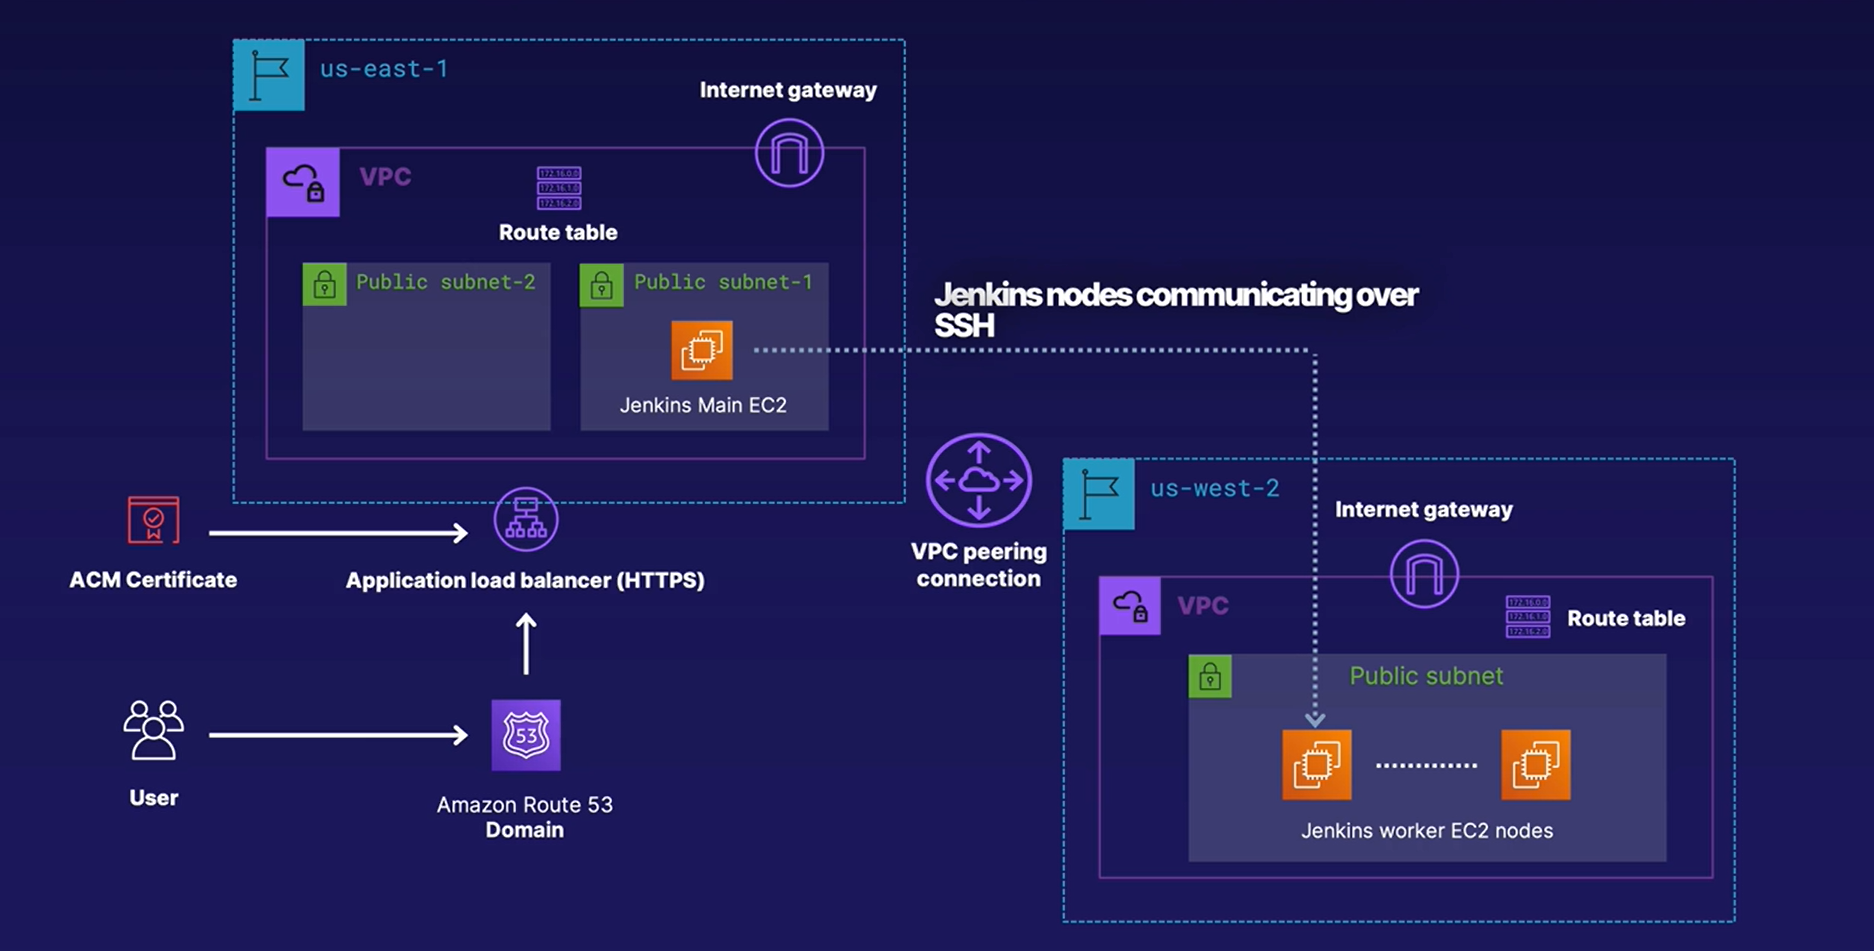 us-east-1
Internet gateway
VPC
172.16.0.0
172.16.1.0
172.16.2.0
Route table
Public subnet-2
Public subnet-1
Jenkins Main EC2
Jenkins nodes communicating over
SSH
VPC peering
connection
ACM Certificate
Application load balancer (HTTPS)
User
53
Amazon Route 53
Domain
us-west-2
Internet gateway
VPC
172.16.0.0
172.16.1.0
172.16.2.0
Route table
Public subnet
Jenkins worker EC2 nodes